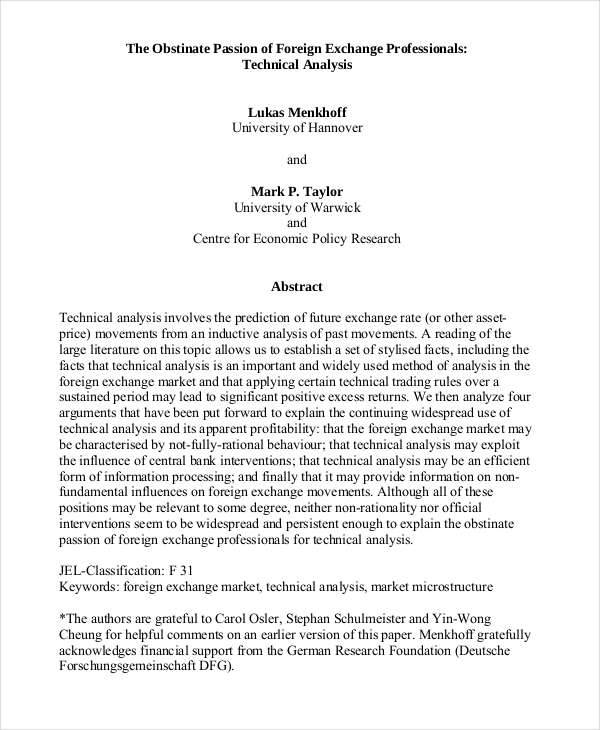 The Obstinate Passion of Foreign Exchange Professionals:
Technical Analysis
Lukas Menkhoff
University of Hannover
and
Mark P. Taylor
University of Warwick
and
Centre for Economic Policy Research
Abstract
Technical analysis involves the prediction of future exchange rate (or other asset-
price) movements from an inductive analysis of past movements. A reading of the
large literature on this topic allows us to establish a set of stylised facts, including the
facts that technical analysis is an important and widely used method of analysis in the
foreign exchange market and that applying certain technical trading rules over a
sustained period may lead to significant positive excess returns. We then analyze four
arguments that have been put forward to explain the continuing widespread use of
technical analysis and its apparent profitability: that the foreign exchange market may
be characterised by not-fully-rational behaviour; that technical analysis may exploit
the influence of central bank interventions; that technical analysis may be an efficient
form of information processing; and finally that it may provide information on non-
fundamental influences on foreign exchange movements. Although all of these
positions may be relevant to some degree, neither non-rationality nor official
interventions seem to be widespread and persistent enough to explain the obstinate
passion of foreign exchange professionals for technical analysis.
JEL-Classification: F 31
Keywords: foreign exchange market, technical analysis, market microstructure
*The authors are grateful to Carol Osler, Stephan Schulmeister and Yin-Wong
Cheung for helpful comments on an earlier version of this paper. Menkhoff gratefully
acknowledges financial support from the German Research Foundation (Deutsche
Forschungsgemeinschaft DFG).